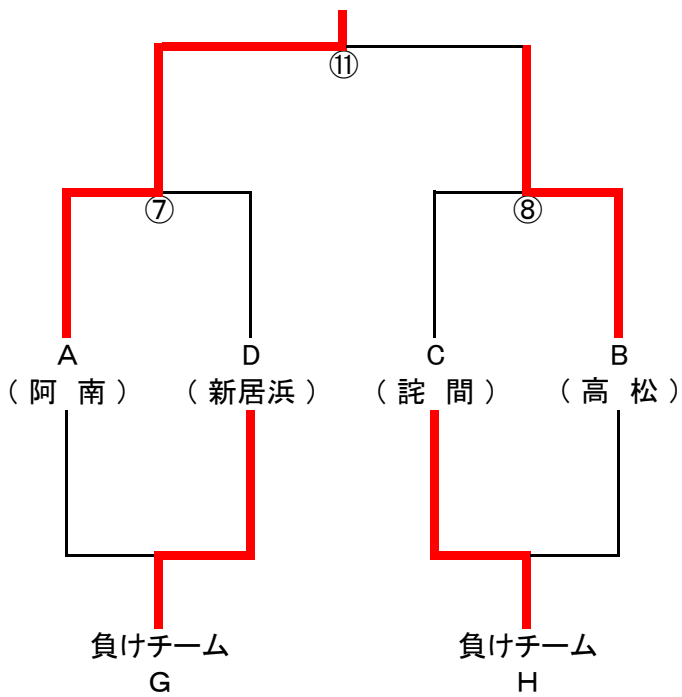 ⑪
⑦ ⑧
A D C B
（阿 南） （新居浜） （詫 間） （高 松）
負けチーム 負けチーム
G H